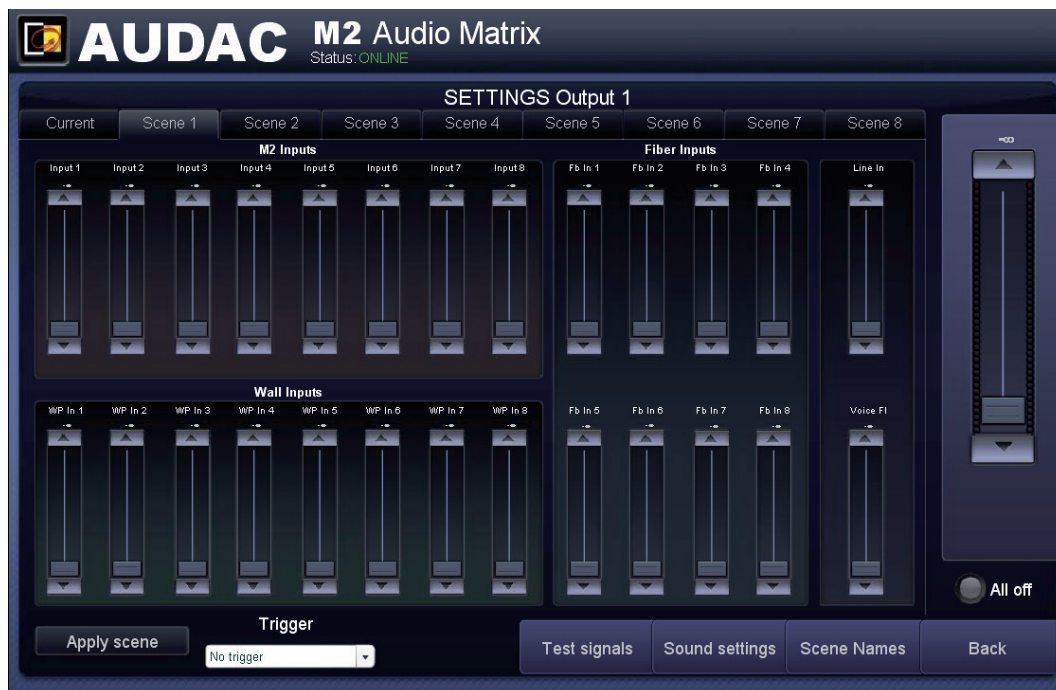 AUDAC M2 Audio Matrix
Status: ONLINE
SETTINGS Output 1
Current Scene 1 Scene 2 Scene 3 Scene 4 Scene 5 Scene 6 Scene 7 Scene 8
M2 Inputs Fiber Inputs
-∞
Input 1 Input 2 Input 3 Input 4 Input 5 Input 6 Input 7 Input 8 Fb In 1 Fb In 2 Fb In 3 Fb In 4 Line In
-∞ -∞ -∞ -∞ -∞ -∞ -∞ -∞ -∞ -∞ -∞ -∞ -∞
Wall Inputs
WP In 1 WP In 2 WP In 3 WP In 4 WP In 5 WP In 6 WP In 7 WP In 8 Fb In 5 Fb In 6 Fb In 7 Fb In 8 Voice Fl
-∞ -∞ -∞ -∞ -∞ -∞ -∞ -∞ -∞ -∞ -∞ -∞ -∞
All off
Apply scene
Trigger
No trigger
Test signals Sound settings Scene Names Back